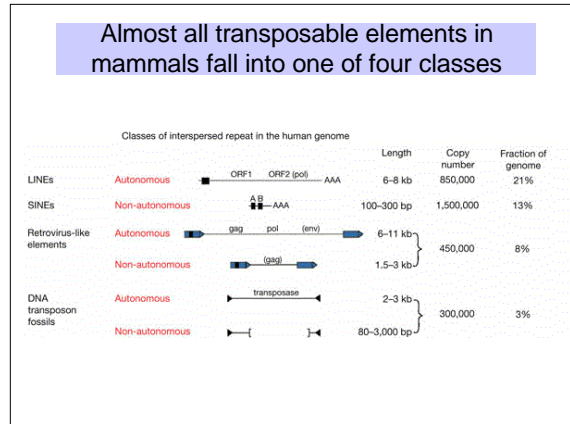 Almost all transposable elements in
mammals fall into one of four classes
Classes of interspersed repeat in the human genome
Length Copy number Fraction of genome
LINEs Autonomous ORF1 ORF2 (pol) AAA 6–8 kb 850,000 21%
SINEs Non-autonomous A B AAA 100–300 bp 1,500,000 13%
Retrovirus-like elements Autonomous gag pol (env) 6–11 kb 450,000 8%
Non-autonomous (gag) 1.5–3 kb
DNA transposon fossils Autonomous transposase 2–3 kb 300,000 3%
Non-autonomous 80–3,000 bp